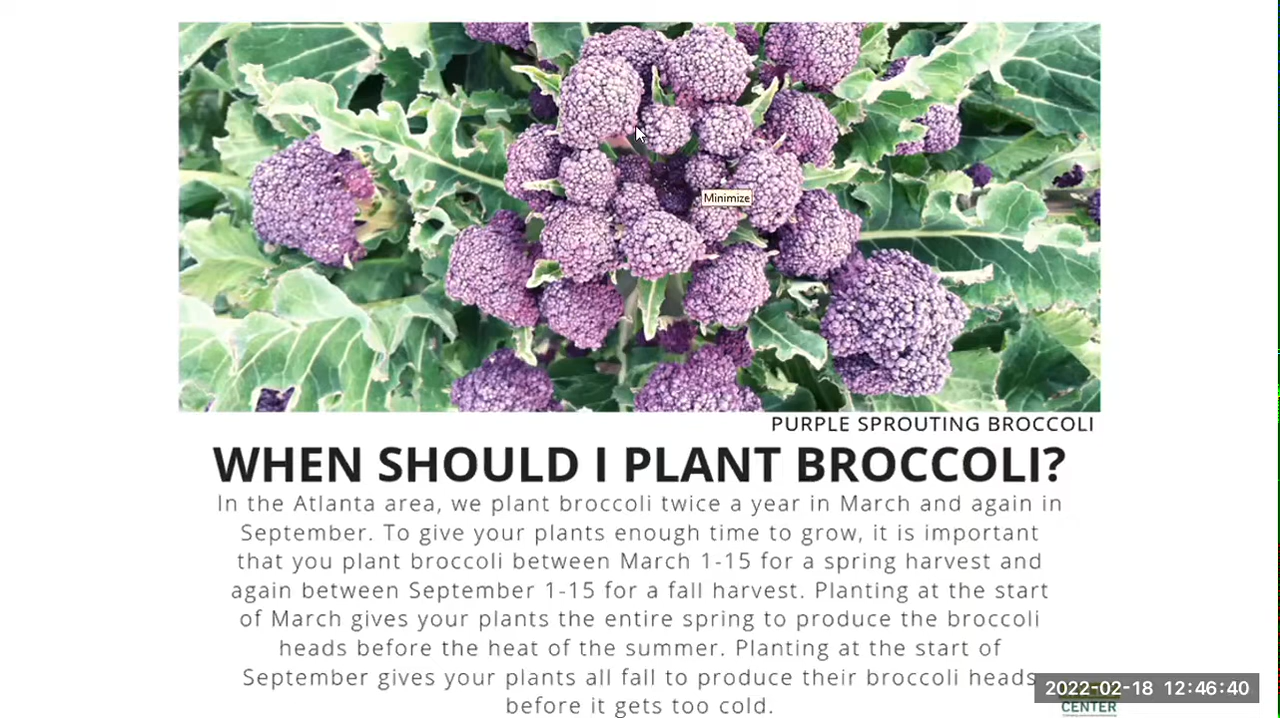 Minimize
PURPLE SPROUTING BROCCOLI
WHEN SHOULD I PLANT BROCCOLI?
In the Atlanta area, we plant broccoli twice a year in March and again in
September. To give your plants enough time to grow, it is important
that you plant broccoli between March 1-15 for a spring harvest and
again between September 1-15 for a fall harvest. Planting at the start
of March gives your plants the entire spring to produce the broccoli
heads before the heat of the summer. Planting at the start of
September gives your plants all fall to produce their broccoli heads
before it gets too cold.
2022-02-18 12:46:40
CENTER